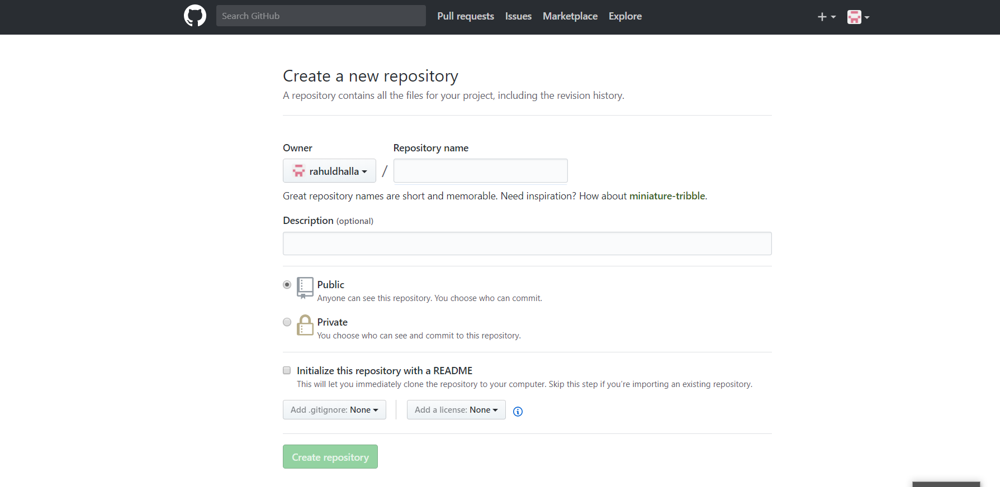 Search GitHub Pull requests Issues Marketplace Explore
Create a new repository
A repository contains all the files for your project, including the revision history.
Owner Repository name
rahuldhalla / 
Great repository names are short and memorable. Need inspiration? How about miniature-tribble.
Description (optional)
Public
Anyone can see this repository. You choose who can commit.
Private
You choose who can see and commit to this repository.
Initialize this repository with a README
This will let you immediately clone the repository to your computer. Skip this step if you’re importing an existing repository.
Add .gitignore: None Add a license: None
Create repository